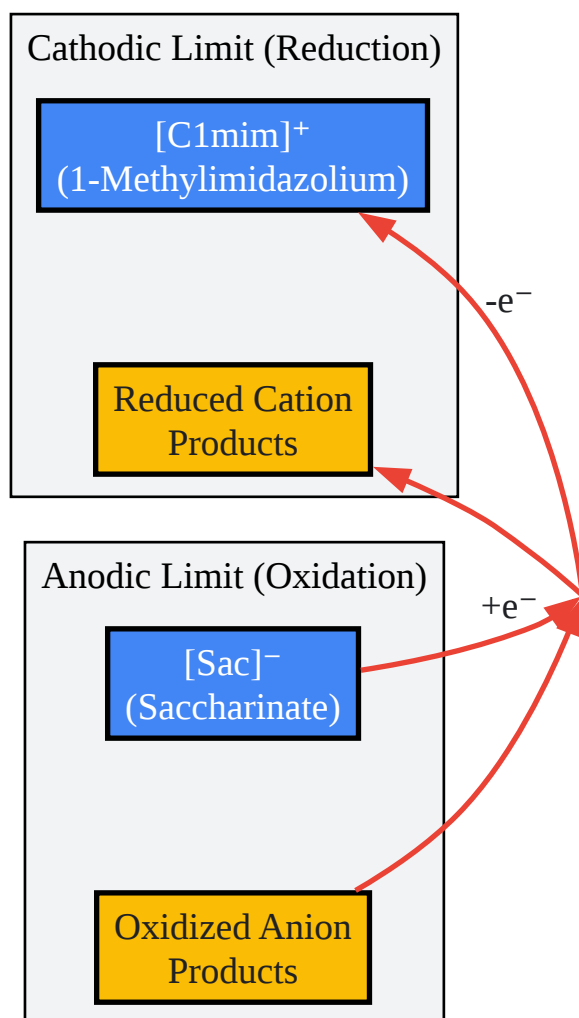 Cathodic Limit (Reduction)
[C1mim]⁺
(1-Methylimidazolium)
-e⁻
Reduced Cation
Products
Anodic Limit (Oxidation)
+e⁻
[Sac]⁻
(Saccharinate)
Oxidized Anion
Products